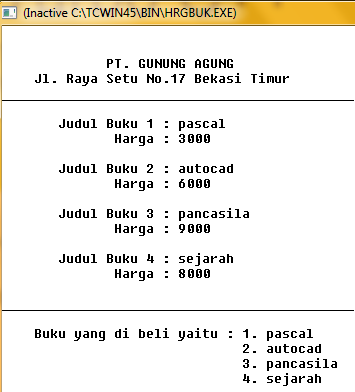 (Inactive C:\TCWIN45\BIN\HRGBUK.EXE)
PT. GUNUNG AGUNG
Jl. Raya Setu No.17 Bekasi Timur
Judul Buku 1 : pascal
Harga : 3000
Judul Buku 2 : autocad
Harga : 6000
Judul Buku 3 : pancasila
Harga : 9000
Judul Buku 4 : sejarah
Harga : 8000
Buku yang di beli yaitu : 1. pascal
2. autocad
3. pancasila
4. sejarah